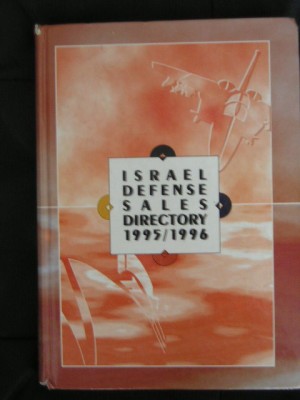 ISRAEL
DEFENSE
SALES
DIRECTORY
1995/1996